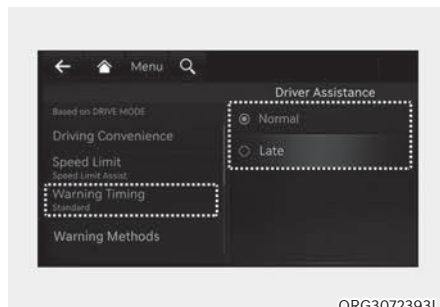 Menu
Driver Assistance
Based on DRIVE MODE
Driving Convenience
Speed Limit
Speed Limit Assist
Warning Timing
Standard
Warning Methods
Normal
Late
ORG3072393L